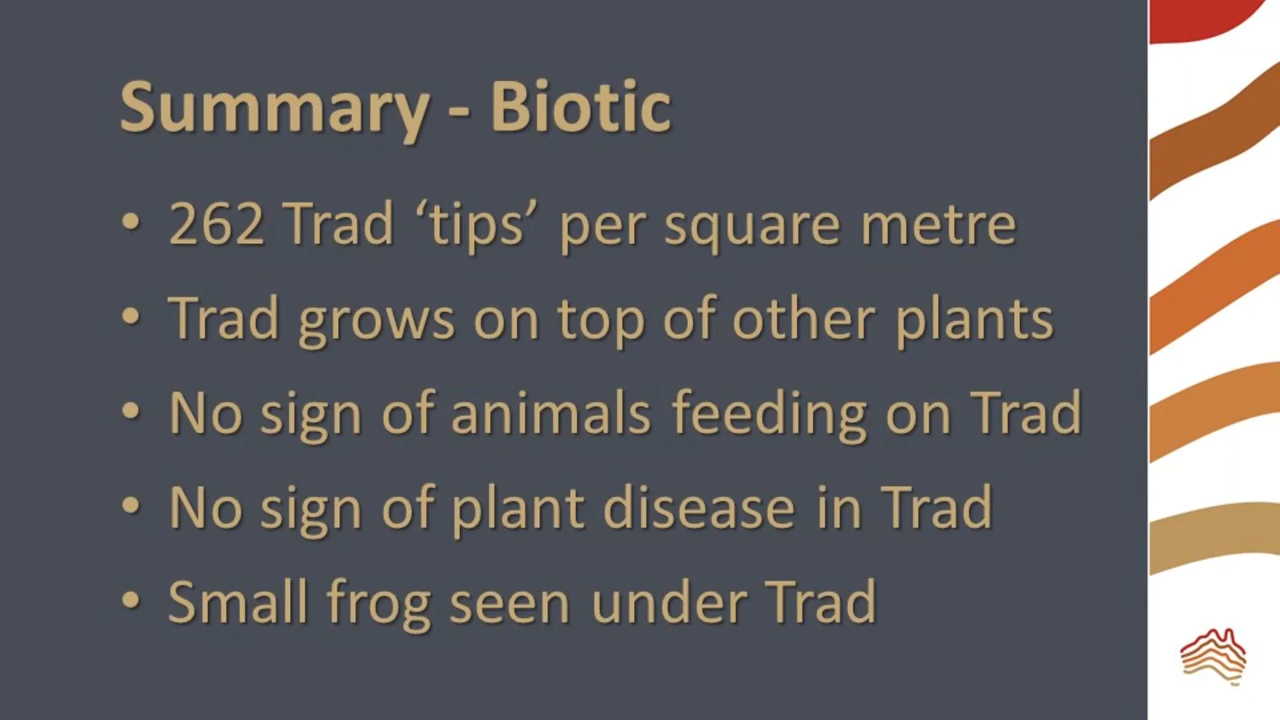 Summary - Biotic
• 262 Trad ‘tips’ per square metre
• Trad grows on top of other plants
• No sign of animals feeding on Trad
• No sign of plant disease in Trad
• Small frog seen under Trad